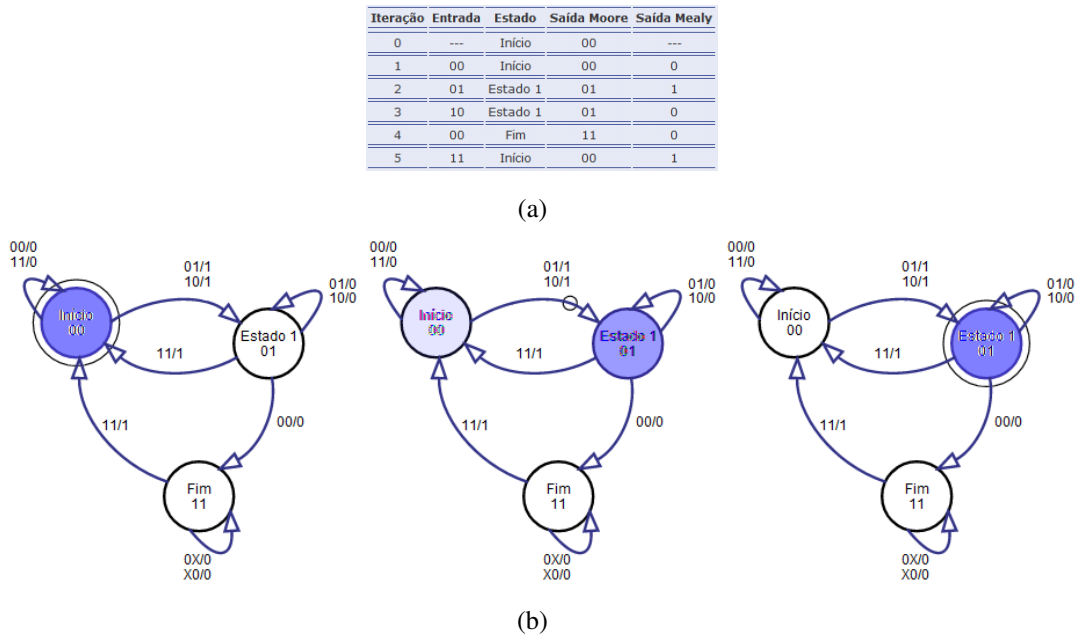 Iteração Entrada Estado Saída Moore Saída Mealy
0 --- Início 00 ---
1 00 Início 00 0
2 01 Estado 1 01 1
3 10 Estado 1 01 0
4 00 Fim 11 0
5 11 Início 00 1
(a)
00/0
11/0
01/1
10/1
01/0
10/0
Início
00
Estado 1
01
11/1
11/1
00/0
Fim
11
0X/0
X0/0
00/0
11/0
01/1
10/1
01/0
10/0
Início
00
Estado 1
01
11/1
11/1
00/0
Fim
11
0X/0
X0/0
00/0
11/0
01/1
10/1
01/0
10/0
Início
00
Estado 1
01
11/1
11/1
00/0
Fim
11
0X/0
X0/0
(b)